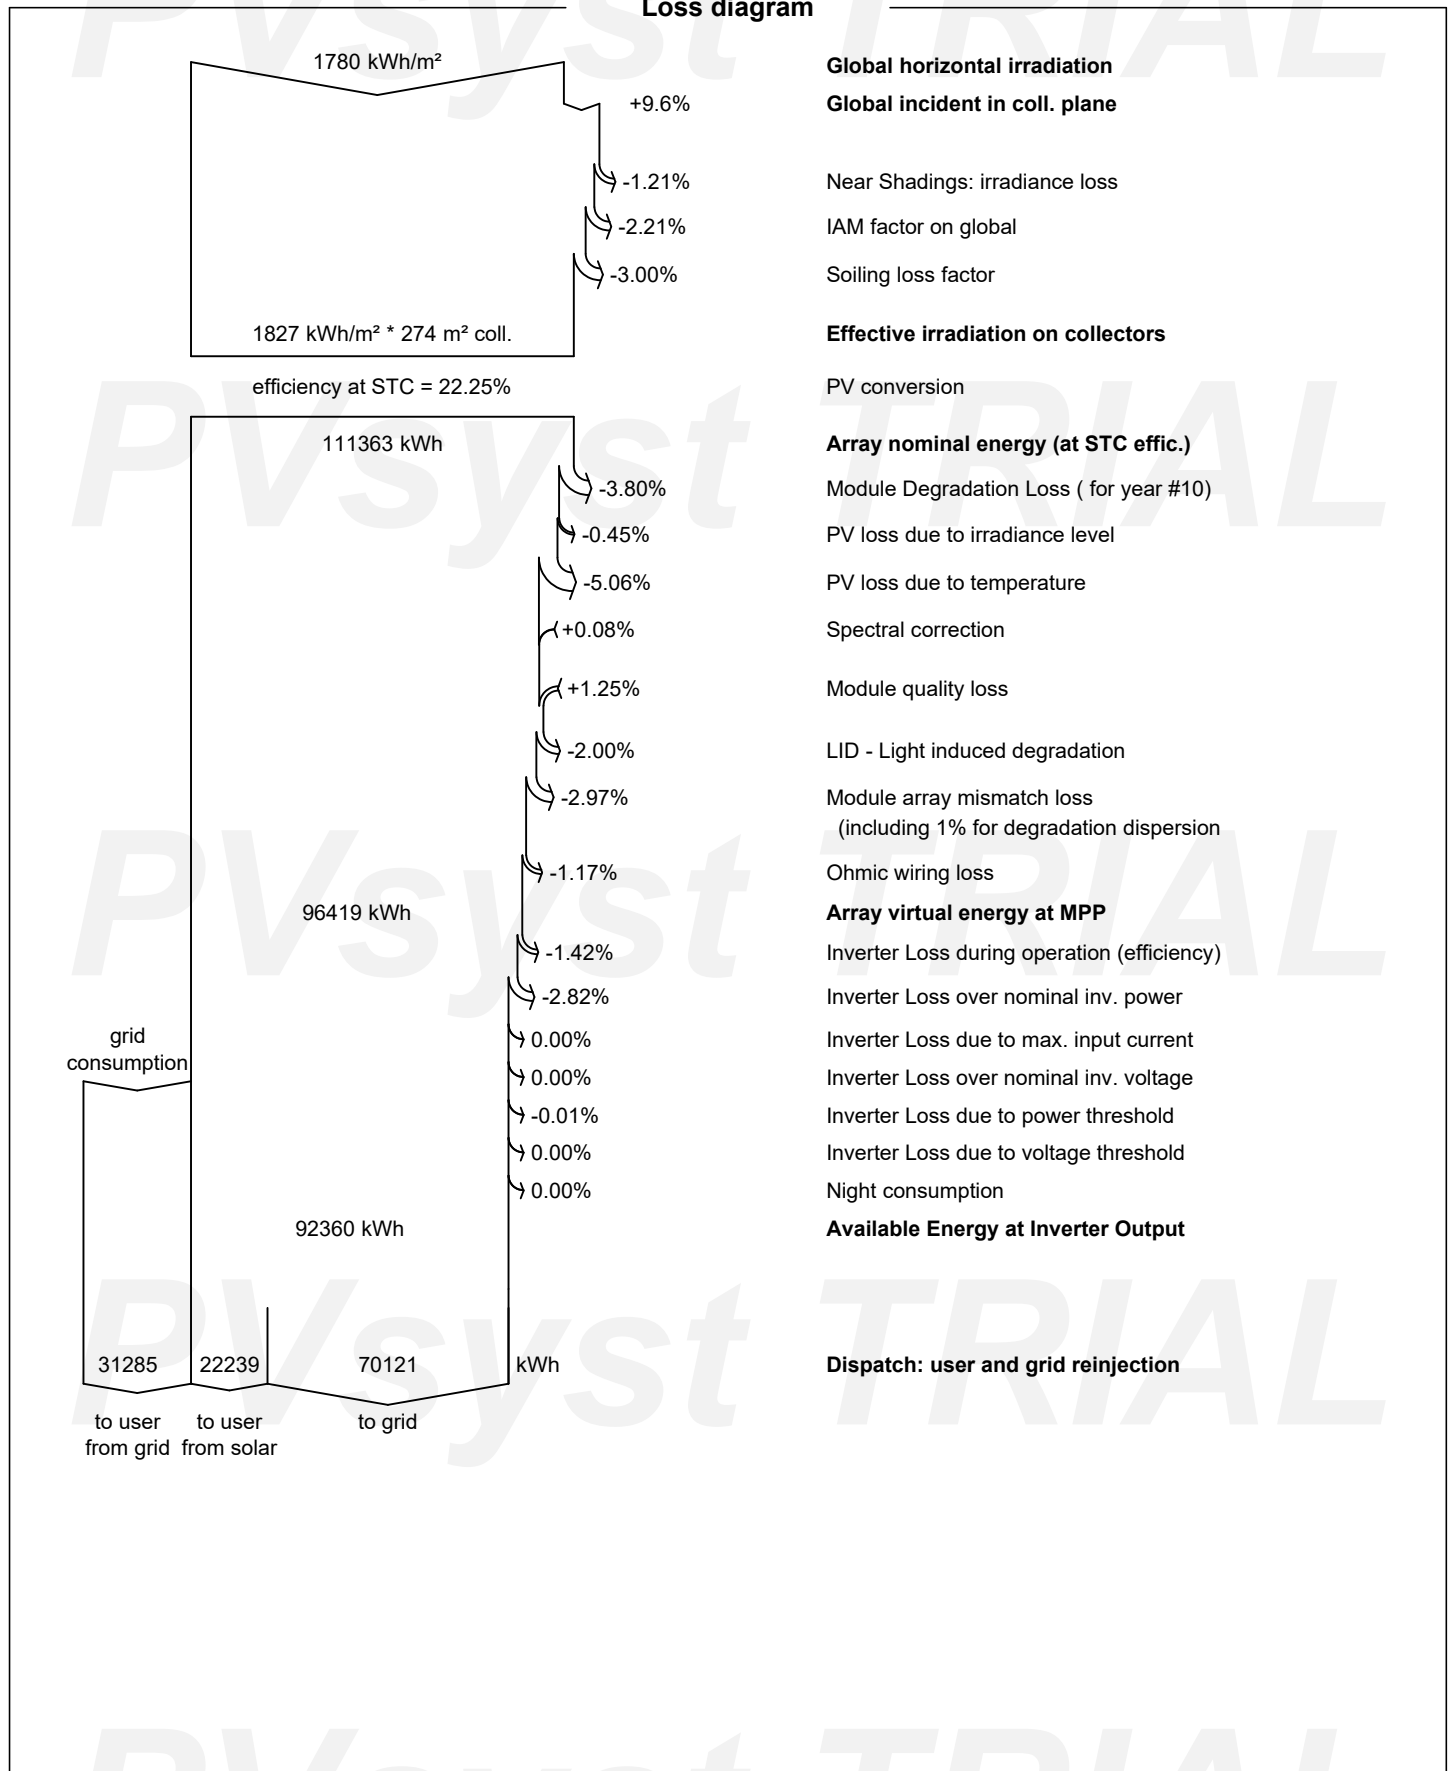 Loss diagram
1780 kWh/m²
Global horizontal irradiation
+9.6%
Global incident in coll. plane
-1.21%
Near Shadings: irradiance loss
-2.21%
IAM factor on global
-3.00%
Soiling loss factor
1827 kWh/m² * 274 m² coll.
Effective irradiation on collectors
efficiency at STC = 22.25%
PV conversion
111363 kWh
Array nominal energy (at STC effic.)
-3.80%
Module Degradation Loss ( for year #10)
-0.45%
PV loss due to irradiance level
-5.06%
PV loss due to temperature
+0.08%
Spectral correction
+1.25%
Module quality loss
-2.00%
LID - Light induced degradation
-2.97%
Module array mismatch loss
(including 1% for degradation dispersion
-1.17%
Ohmic wiring loss
96419 kWh
Array virtual energy at MPP
-1.42%
Inverter Loss during operation (efficiency)
-2.82%
Inverter Loss over nominal inv. power
grid
consumption
0.00%
Inverter Loss due to max. input current
0.00%
Inverter Loss over nominal inv. voltage
-0.01%
Inverter Loss due to power threshold
0.00%
Inverter Loss due to voltage threshold
0.00%
Night consumption
92360 kWh
Available Energy at Inverter Output
31285 22239 70121 kWh
Dispatch: user and grid reinjection
to user
from grid
to user
from solar
to grid
PVsyst TRIAL
PVsyst TRIAL
PVsyst TRIAL
PVsyst TRIAL
PVsyst TRIAL